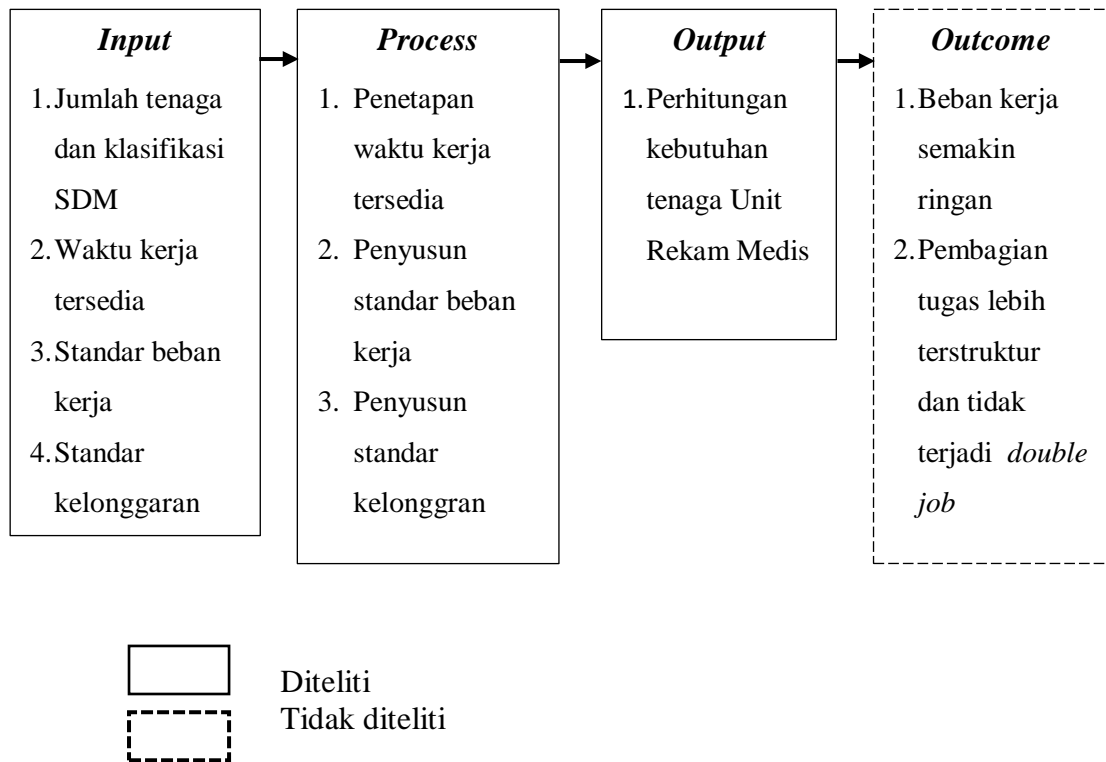 Input
1. Jumlah tenaga
dan klasifikasi
SDM
2. Waktu kerja
tersedia
3. Standar beban
kerja
4. Standar
kelonggaran
Process
1. Penetapan
waktu kerja
tersedia
2. Penyusun
standar beban
kerja
3. Penyusun
standar
kelonggran
Output
1. Perhitungan
kebutuhan
tenaga Unit
Rekam Medis
Outcome
1. Beban kerja
semakin
ringan
2. Pembagian
tugas lebih
terstruktur
dan tidak
terjadi double
job
Diteliti
Tidak diteliti